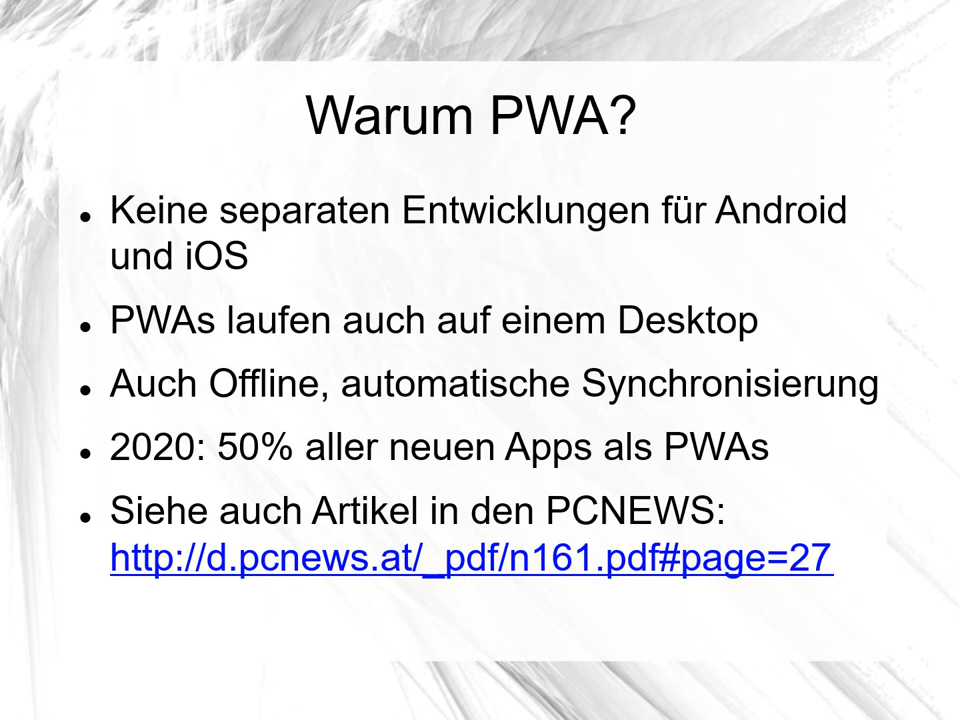 Warum PWA?
● Keine separaten Entwicklungen für Android
und iOS
● PWAs laufen auch auf einem Desktop
● Auch Offline, automatische Synchronisierung
● 2020: 50% aller neuen Apps als PWAs
● Siehe auch Artikel in den PCNEWS:
http://d.pcnews.at/_pdf/n161.pdf#page=27